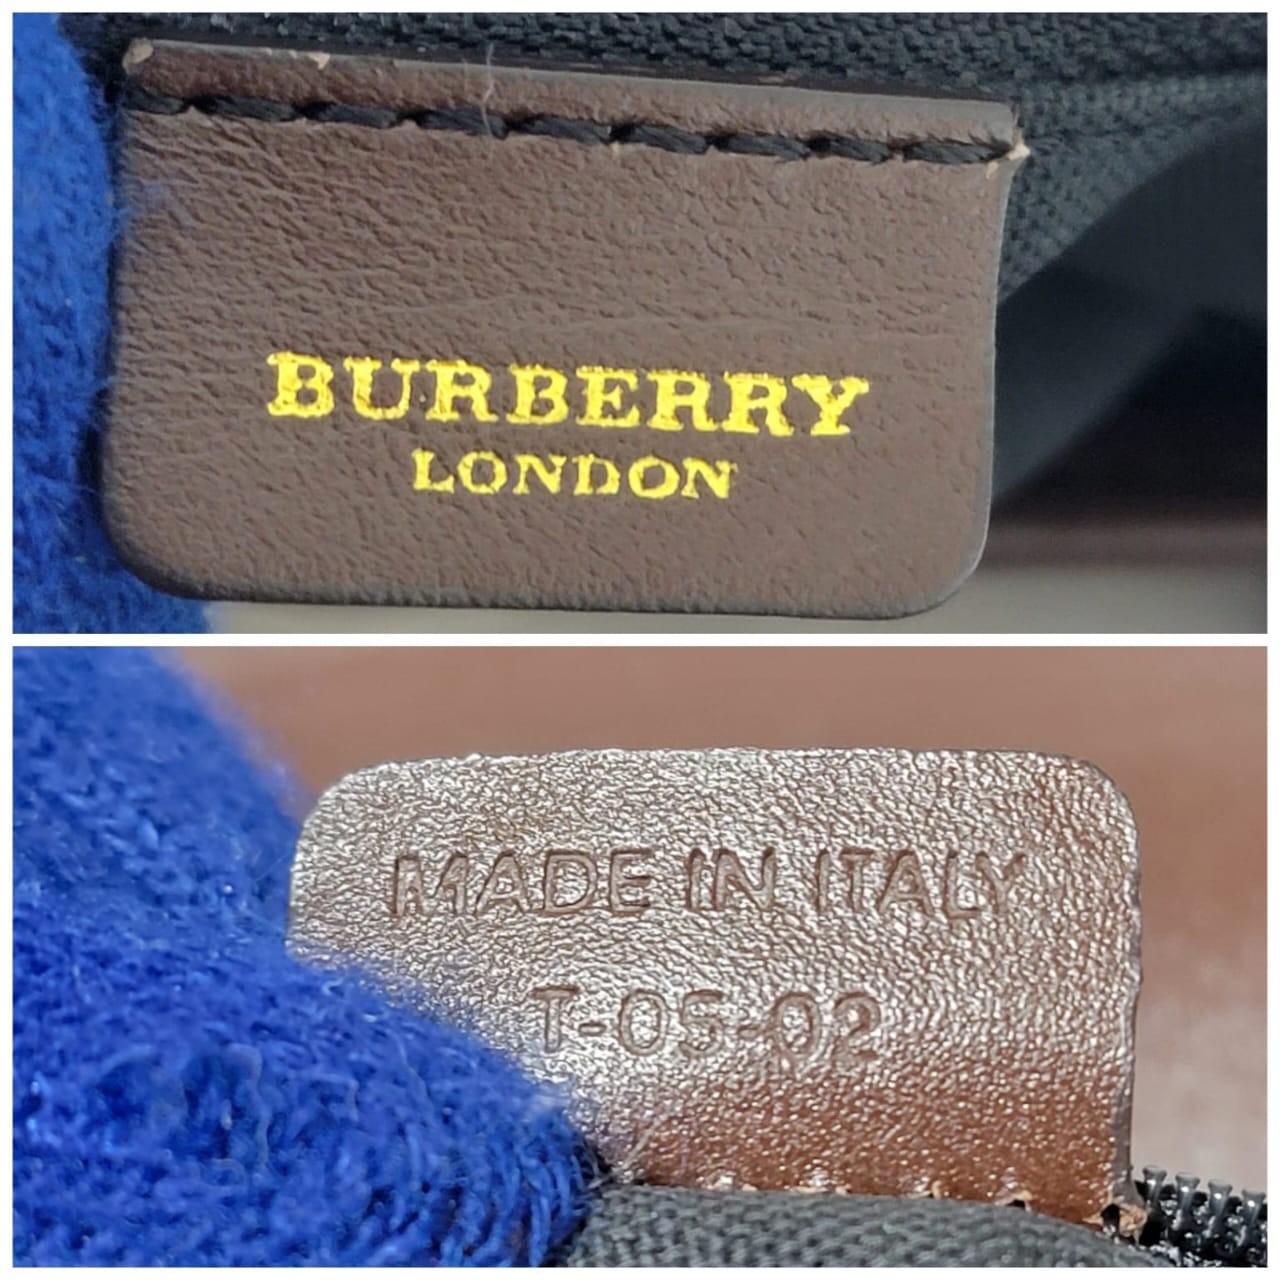 BURBERRY
LONDON
MADE IN ITALY
T-05-02